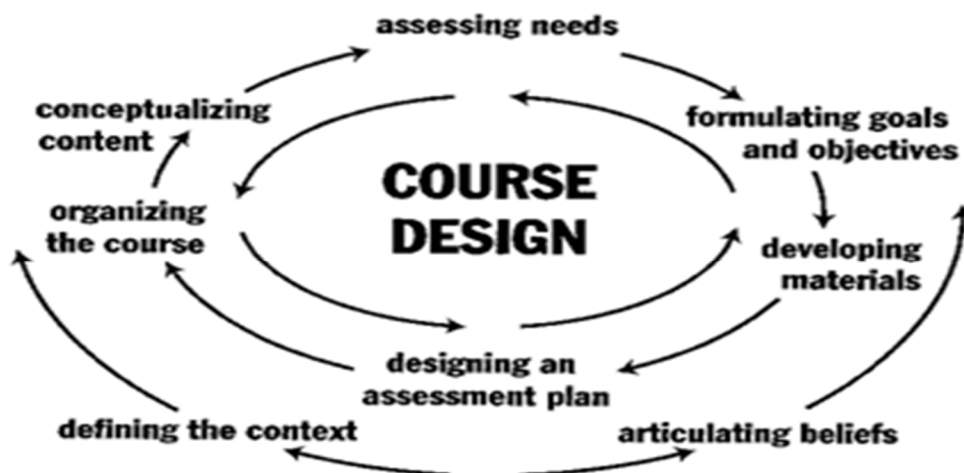 assessing needs
conceptualizing
content
formulating goals
and objectives
COURSE
DESIGN
organizing
the course
developing
materials
designing an
assessment plan
defining the context
articulating beliefs